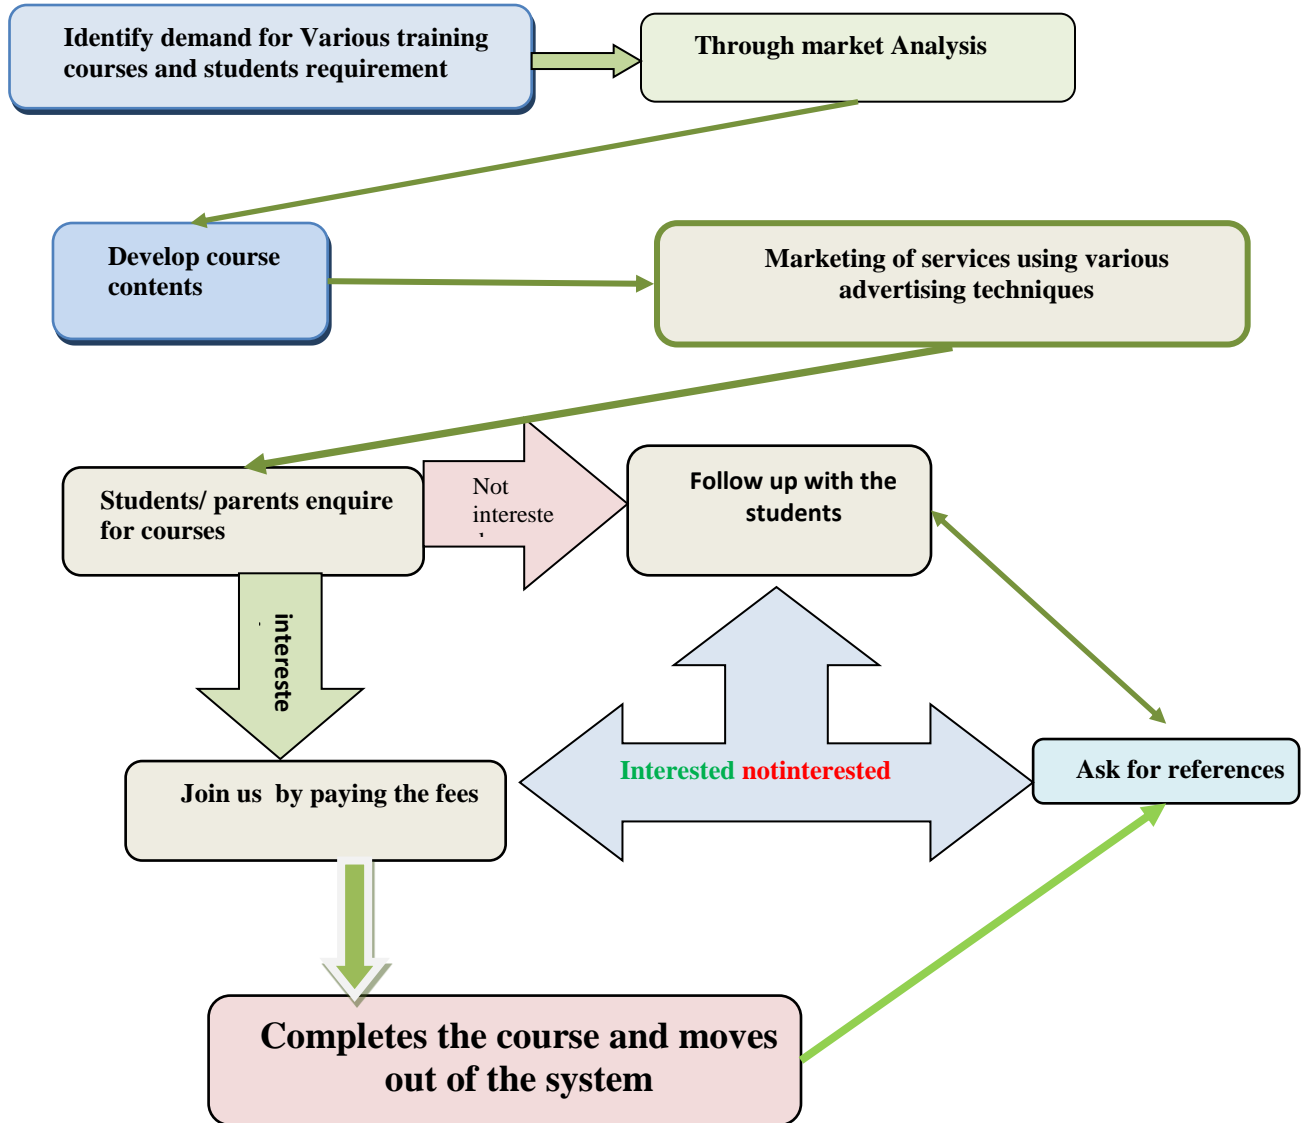 Identify demand for Various training
courses and students requirement
Through market Analysis
Develop course
contents
Marketing of services using various
advertising techniques
Students/ parents enquire
for courses
Not
intereste
Follow up with the
students
intereste
Interested notinterested
Ask for references
Join us by paying the fees
Completes the course and moves
out of the system